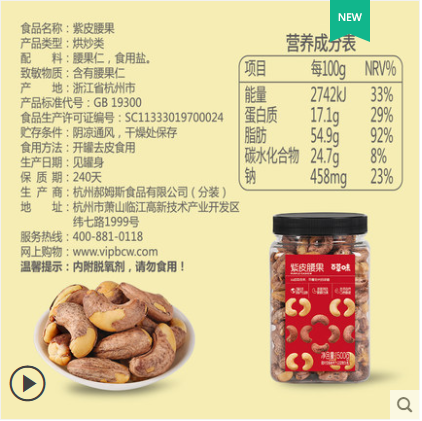 NEW
食品名称：紫皮腰果
产品类型：烘炒类
配　　料：腰果仁，食用盐。
致敏物质：含有腰果仁
产　　地：浙江省杭州市
产品标准代号：GB 19300
食品生产许可证编号：SC11333019700024
贮存条件：阴凉通风，干燥处保存
食用方法：开罐去皮食用
生产日期：见罐身
保 质 期：240天
生 产 商：杭州郝姆斯食品有限公司（分装）
地　　址：杭州市萧山临江高新技术产业开发区
纬七路1999号
服务热线：400-881-0118
网上购物：www.vipbcw.com
温馨提示：内附脱氧剂，请勿食用！
营养成分表
项目 每100g NRV%
能量 2742kJ 33%
蛋白质 17.1g 29%
脂肪 54.9g 92%
碳水化合物 24.7g 8%
钠 458mg 23%
紫皮腰果 百草味
净含量：500g